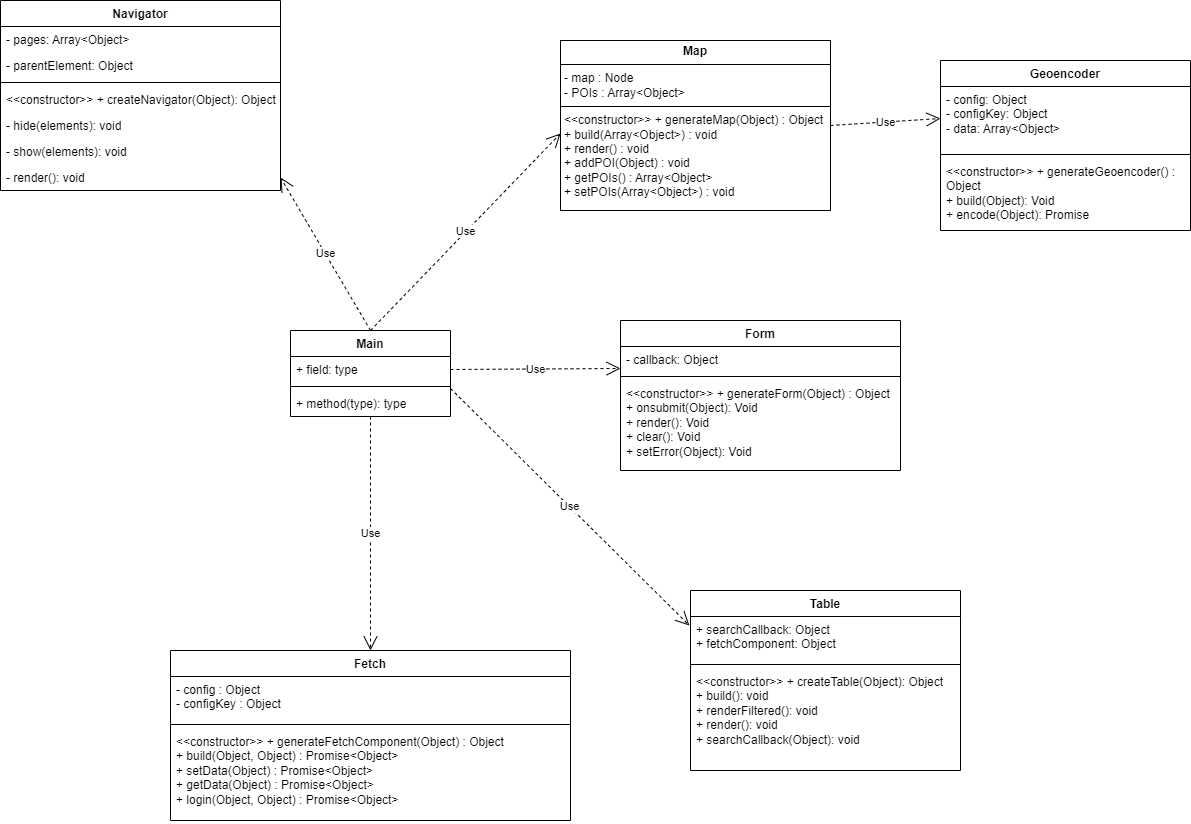 Navigator
- pages: Array<Object>
- parentElement: Object
<<constructor>> + createNavigator(Object): Object
- hide(elements): void
- show(elements): void
- render(): void
Map
- map : Node
- POIs : Array<Object>
<<constructor>> + generateMap(Object) : Object
+ build(Array<Object>) : void
+ render() : void
+ addPOI(Object) : void
+ getPOIs() : Array<Object>
+ setPOIs(Array<Object>) : void
Use
Geoencoder
- config: Object
- configKey: Object
- data: Array<Object>
<<constructor>> + generateGeoencoder() :
Object
+ build(Object): Void
+ encode(Object): Promise
Use
Use
Main
+ field: type
+ method(type): type
Use
Form
- callback: Object
<<constructor>> + generateForm(Object) : Object
+ onsubmit(Object): Void
+ render(): Void
+ clear(): Void
+ setError(Object): Void
Use
Use
Table
+ searchCallback: Object
+ fetchComponent: Object
<<constructor>> + createTable(Object): Object
+ build(): void
+ renderFiltered(): void
+ render(): void
+ searchCallback(Object): void
Fetch
- config : Object
- configKey : Object
<<constructor>> + generateFetchComponent(Object) : Object
+ build(Object, Object) : Promise<Object>
+ setData(Object) : Promise<Object>
+ getData(Object) : Promise<Object>
+ login(Object, Object) : Promise<Object>